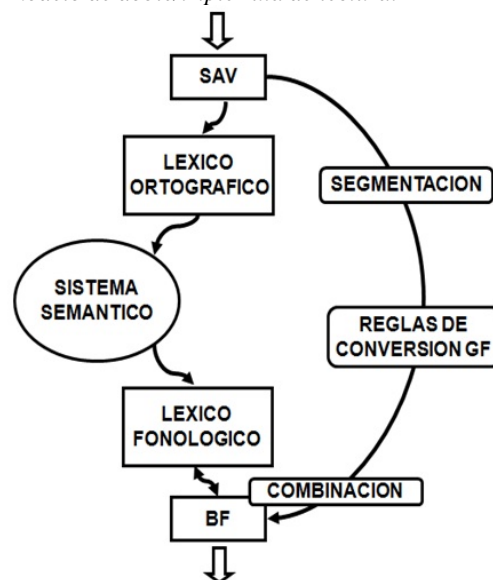 SAV
LEXICO
ORTOGRAFICO
SEGMENTACION
SISTEMA
SEMANTICO
REGLAS DE
CONVERSION GF
LEXICO
FONOLOGICO
COMBINACION
BF